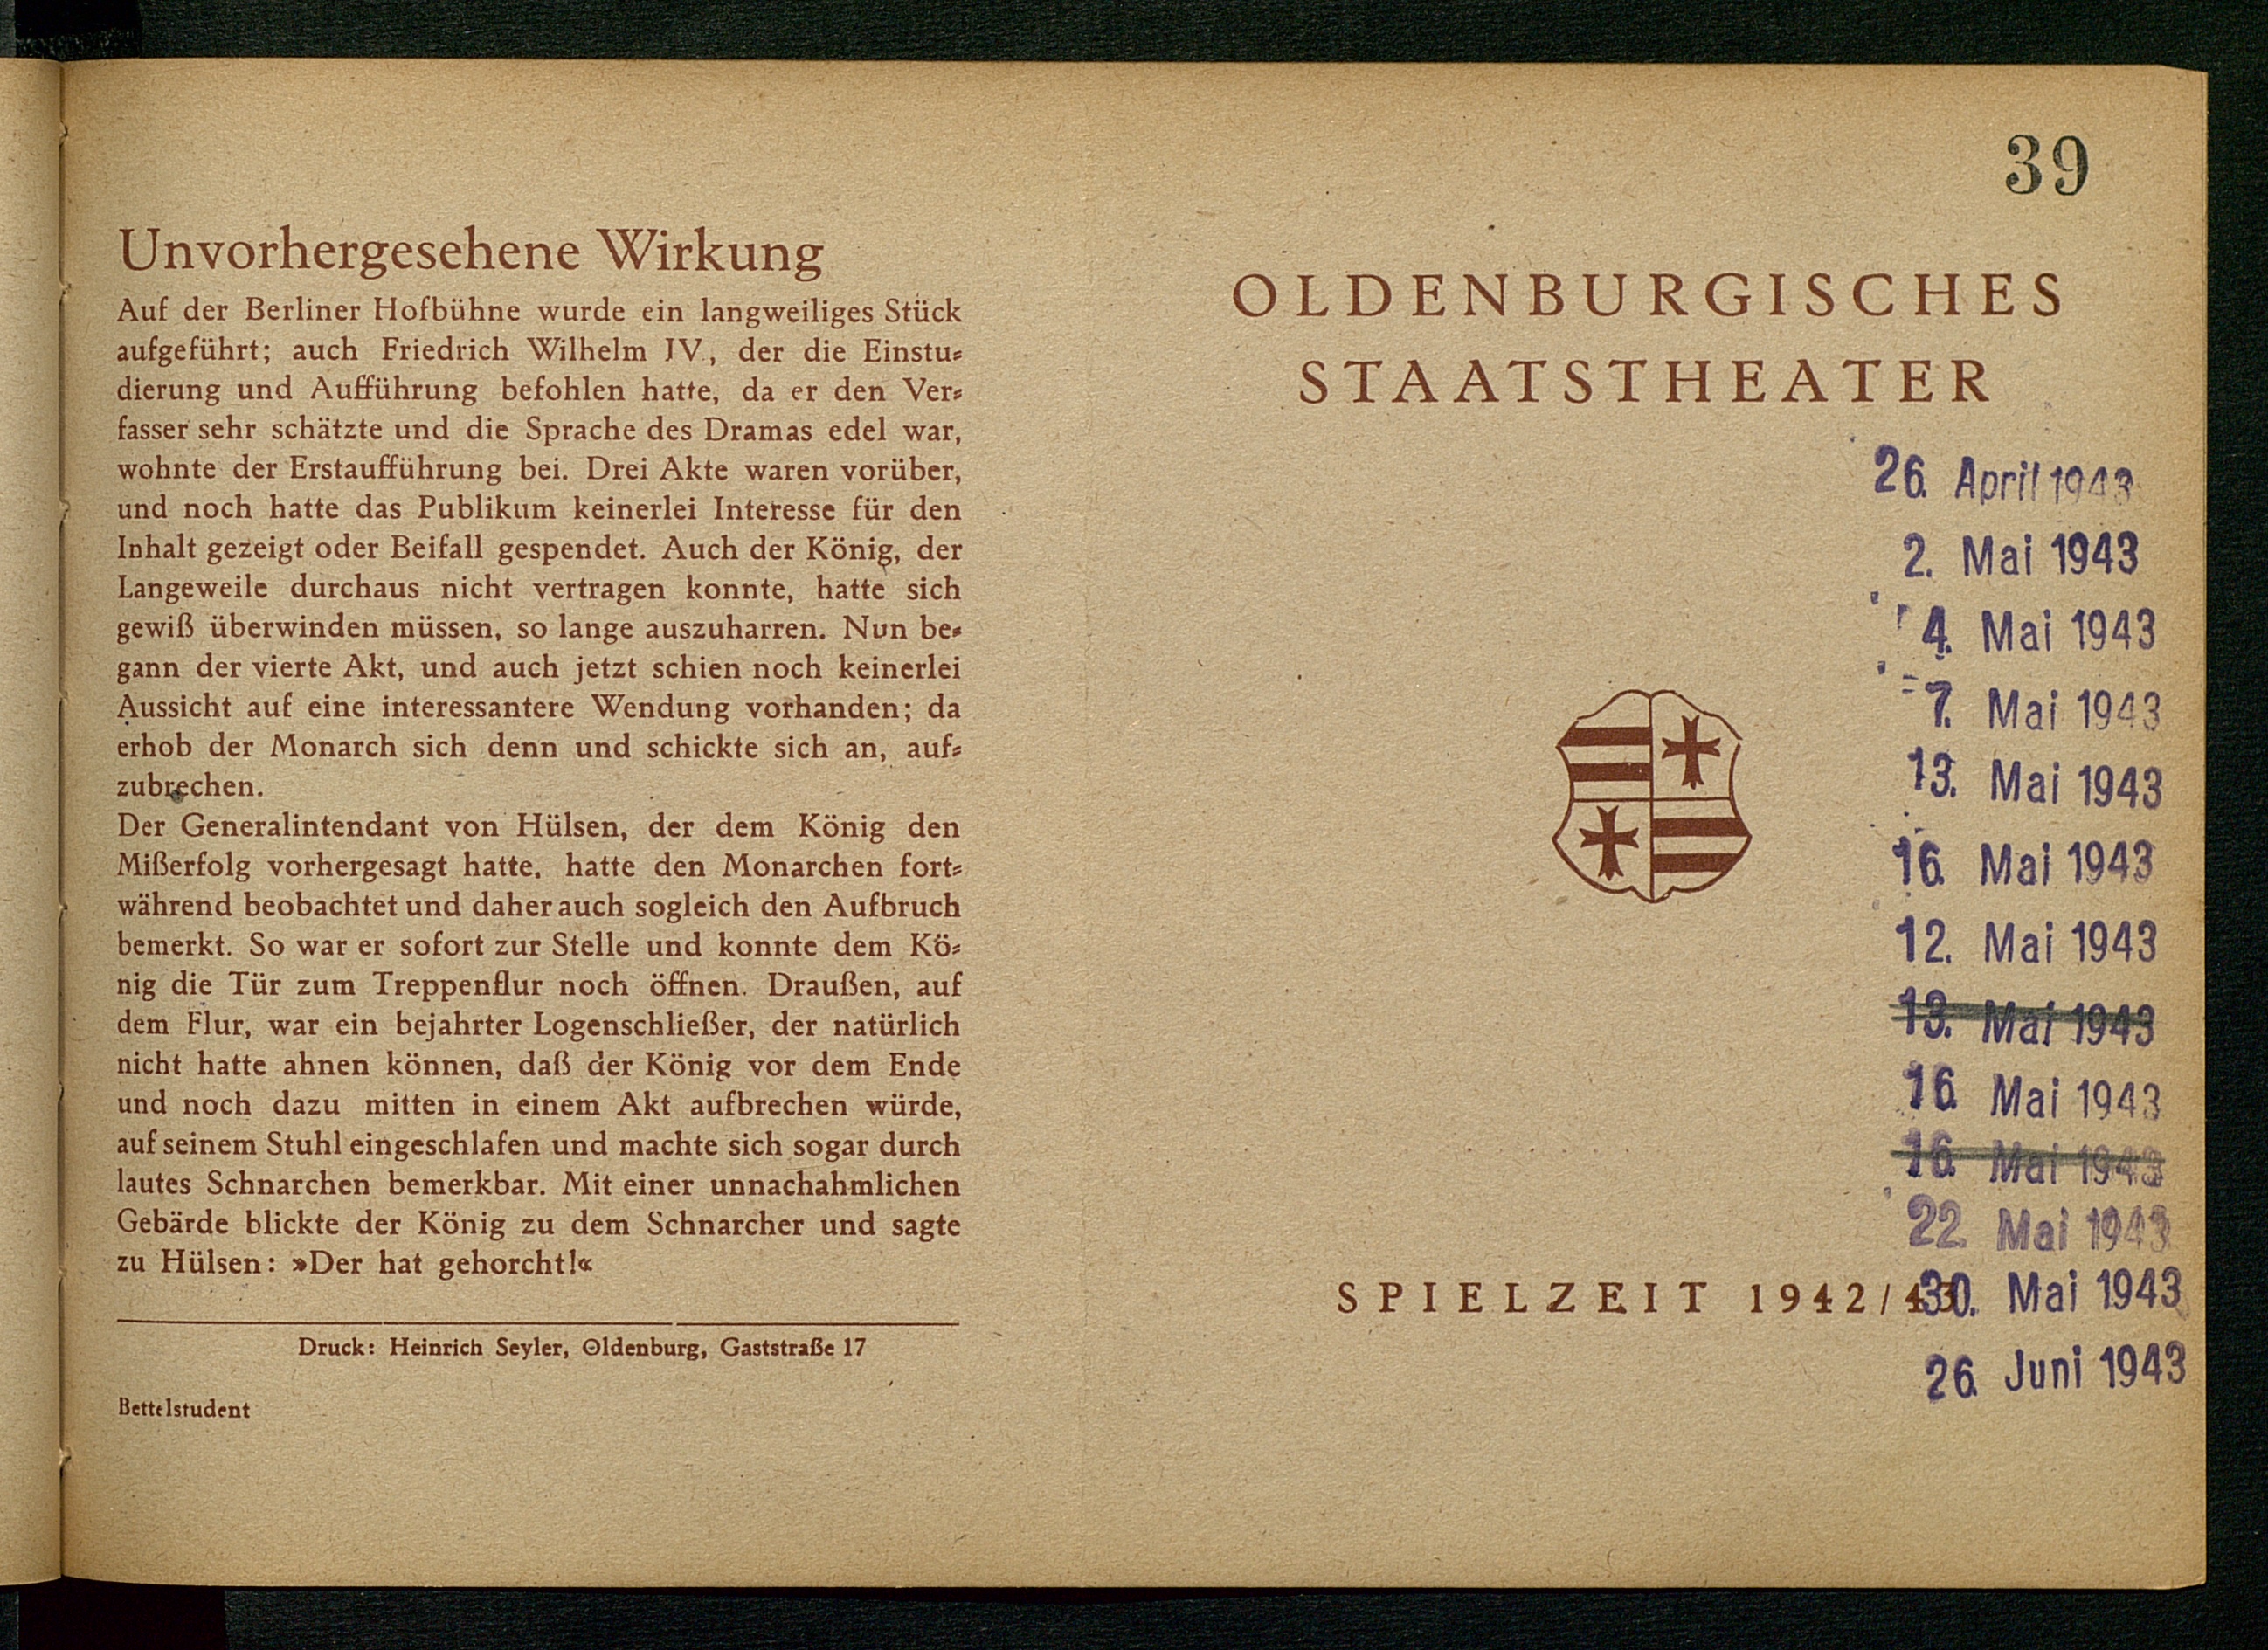 Unvorhergesehene Wirkung
Auf der Berliner Hofbühne wurde ein langweiliges Stück
aufgeführt; auch Friedrich Wilhelm IV., der die Einstu⸗
dierung und Aufführung befohlen hatte, da er den Ver⸗
fasser sehr schätzte und die Sprache des Dramas edel war,
wohnte der Erstaufführung bei. Drei Akte waren vorüber,
und noch hatte das Publikum keinerlei Interesse für den
Inhalt gezeigt oder Beifall gespendet. Auch der König, der
Langeweile durchaus nicht vertragen konnte, hatte sich
gewiß überwinden müssen, so lange auszuharren. Nun be⸗
gann der vierte Akt, und auch jetzt schien noch keinerlei
Aussicht auf eine interessantere Wendung vorhanden; da
erhob der Monarch sich denn und schickte sich an, auf⸗
zubrechen.
Der Generalintendant von Hülsen, der dem König den
Mißerfolg vorhergesagt hatte, hatte den Monarchen fort⸗
während beobachtet und daher auch sogleich den Aufbruch
bemerkt. So war er sofort zur Stelle und konnte dem Kö⸗
nig die Tür zum Treppenflur noch öffnen. Draußen, auf
dem Flur, war ein bejahrter Logenschließer, der natürlich
nicht hatte ahnen können, daß der König vor dem Ende
und noch dazu mitten in einem Akt aufbrechen würde,
auf seinem Stuhl eingeschlafen und machte sich sogar durch
lautes Schnarchen bemerkbar. Mit einer unnachahmlichen
Gebärde blickte der König zu dem Schnarcher und sagte
zu Hülsen: »Der hat gehorcht!«
Druck: Heinrich Seyler, Oldenburg, Gaststraße 17
Bettelstudent
39
OLDENBURGISCHES
STAATSTHEATER
26. April 1943
2. Mai 1943
4. Mai 1943
7. Mai 1943
13. Mai 1943
16. Mai 1943
12. Mai 1943
13. Mai 1943
16. Mai 1943
16. Mai 1943
22. Mai 1943
SPIELZEIT 1942/43
30. Mai 1943
26. Juni 1943